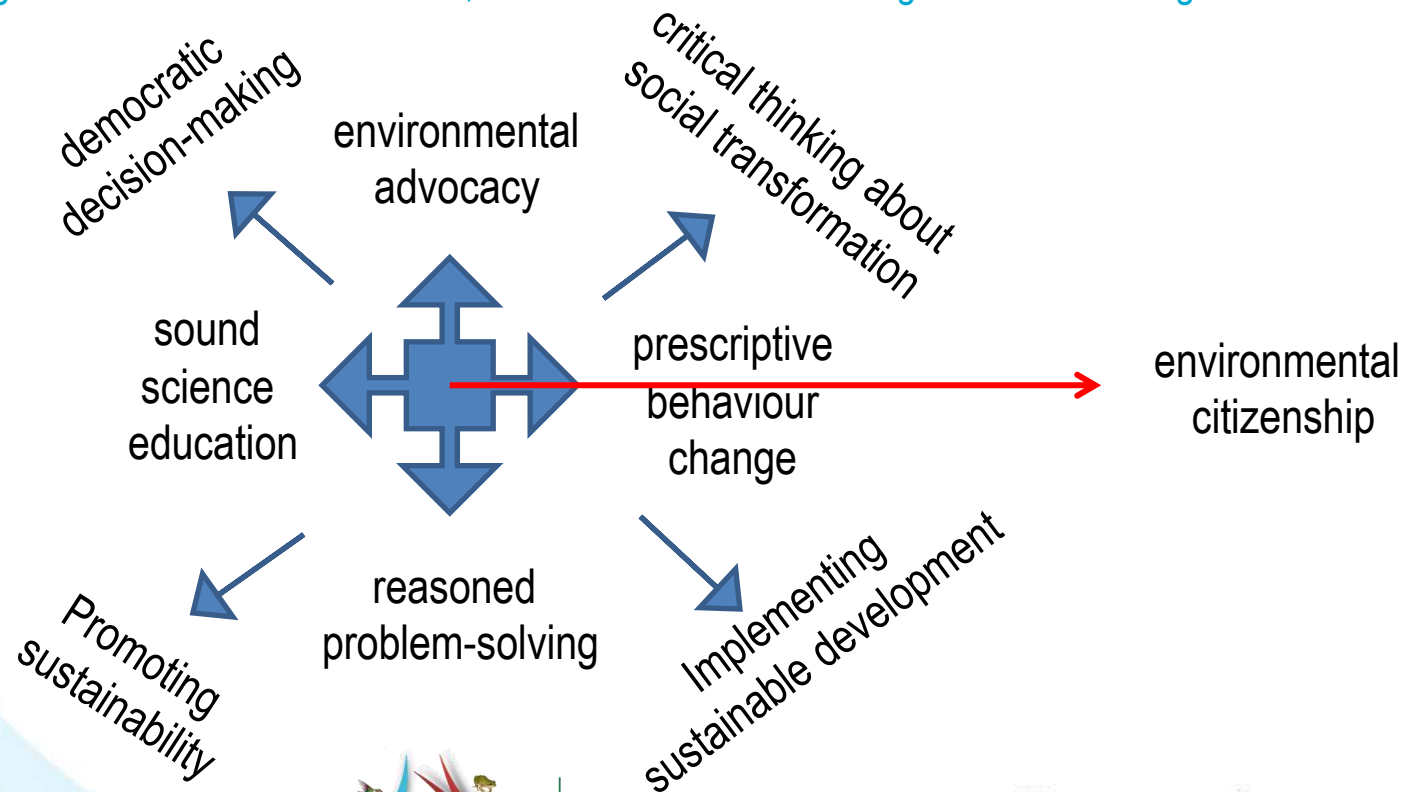 democratic
decision-making
environmental
advocacy
critical thinking about
social transformation
sound
science
education
prescriptive
behaviour
change
environmental
citizenship
Promoting
sustainability
reasoned
problem-solving
Implementing
sustainable development